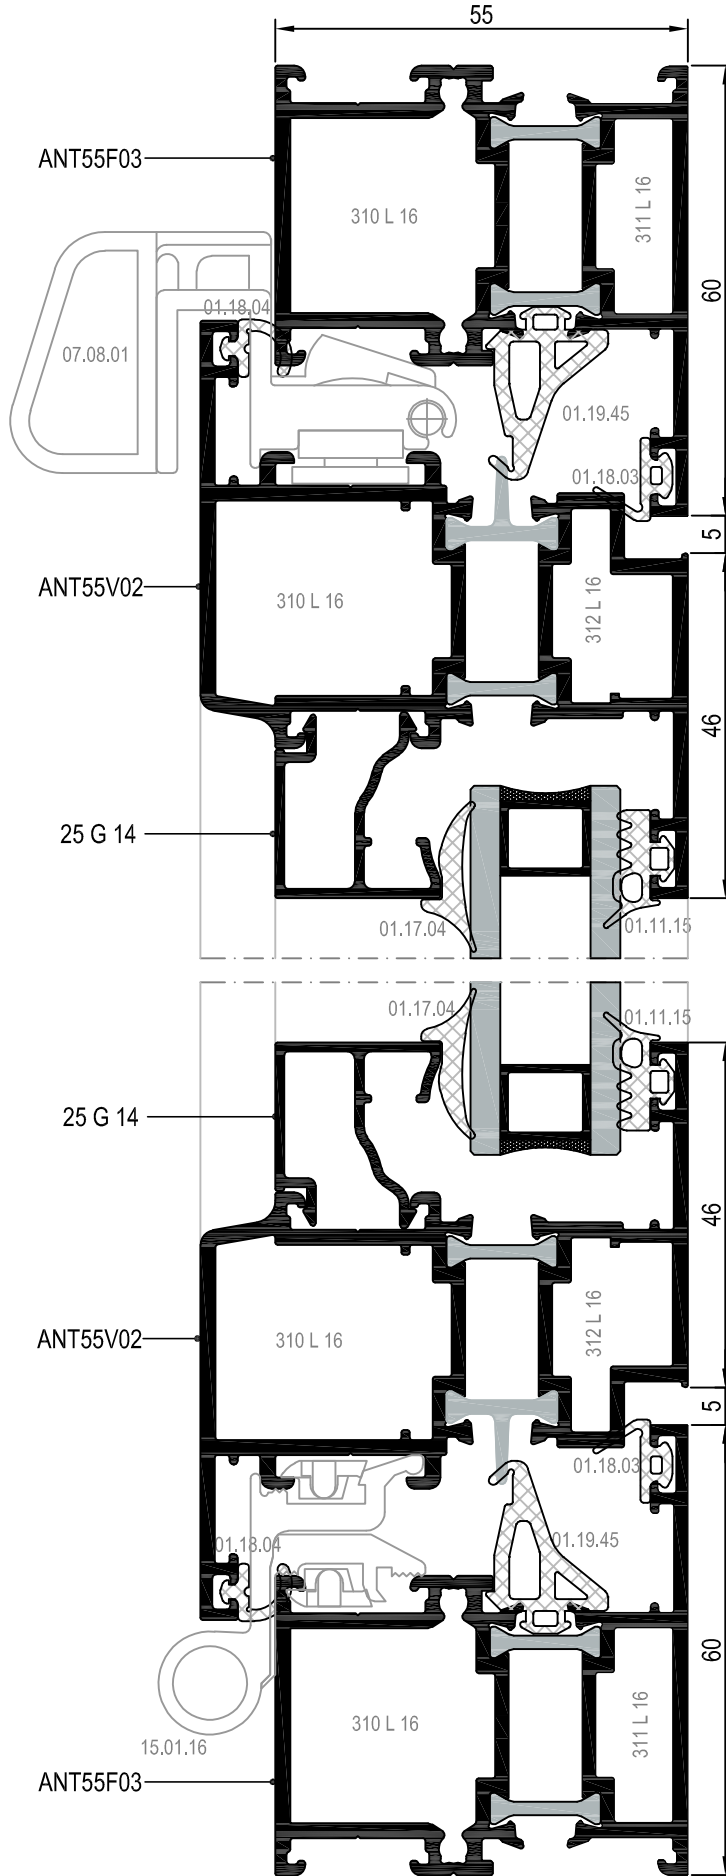 55
ANT55F03
310 L 16
311 L 16
60
01.18.04
07.08.01
01.19.45
01.18.03
5
ANT55V02
310 L 16
312 L 16
46
25 G 14
01.17.04
01.11.15
01.17.04
01.11.15
25 G 14
46
ANT55V02
310 L 16
312 L 16
5
01.18.03
01.18.04
01.19.45
60
310 L 16
311 L 16
15.01.16
ANT55F03